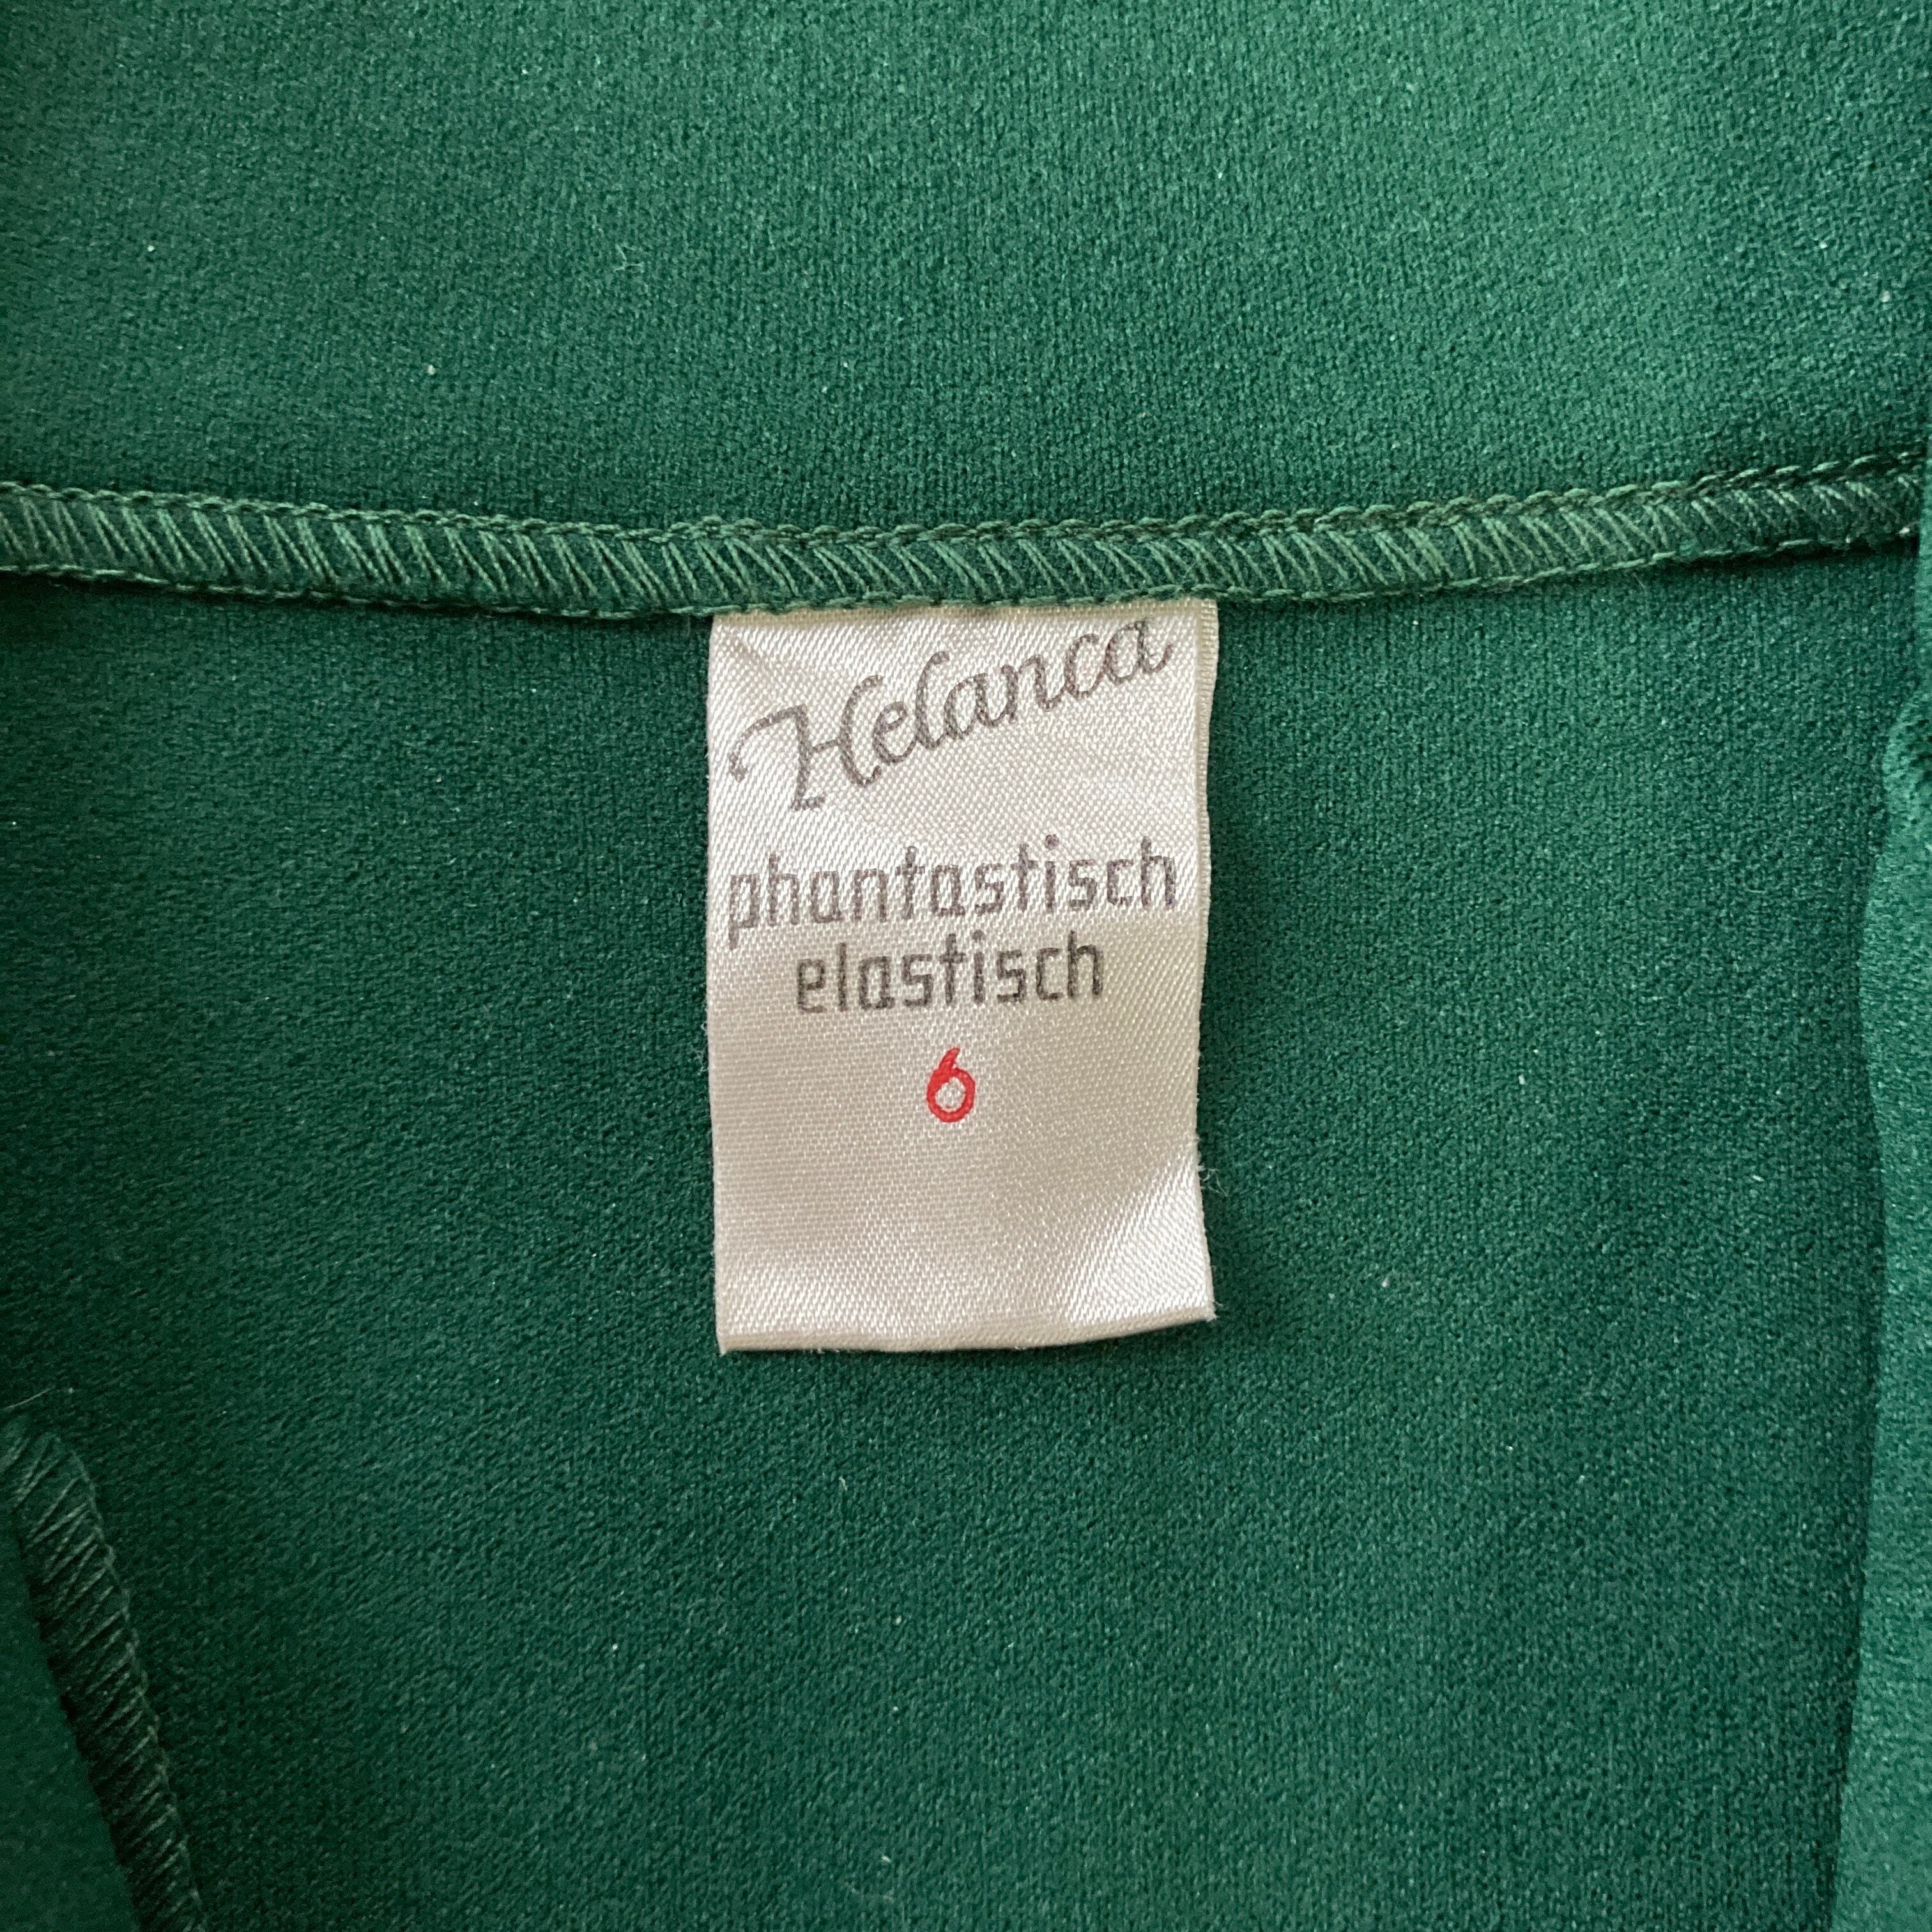 Helanca
phantastisch
elastisch
6